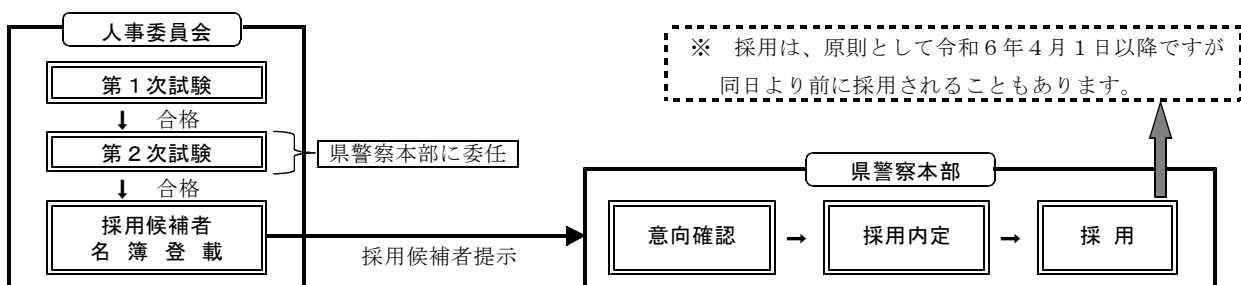 人事委員会
第１次試験
↓ 合格
第２次試験
県警察本部に委任
↓ 合格
採用候補者
名 簿 登 載
採用候補者提示
※ 採用は、原則として令和６年４月１日以降ですが
同日より前に採用されることもあります。
県警察本部
意向確認 → 採用内定 → 採 用